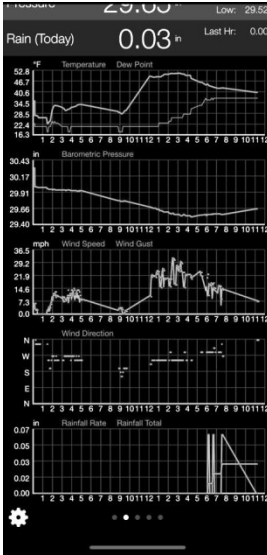 Pressure 29.65 in Low: 29.52
Rain (Today) 0.03 in Last Hr: 0.00
°F Temperature Dew Point
52.8
46.7
40.6
34.5
28.5
22.4
16.3
1 2 3 4 5 6 7 8 9 10 11 12 1 2 3 4 5 6 7 8 9 10 11 12
in Barometric Pressure
30.43
30.17
29.91
29.66
29.40
1 2 3 4 5 6 7 8 9 10 11 12 1 2 3 4 5 6 7 8 9 10 11 12
mph Wind Speed Wind Gust
36.5
29.2
21.9
14.6
7.3
0.0
1 2 3 4 5 6 7 8 9 10 11 12 1 2 3 4 5 6 7 8 9 10 11 12
Wind Direction
N
W
S
E
N
1 2 3 4 5 6 7 8 9 10 11 12 1 2 3 4 5 6 7 8 9 10 11 12
in Rainfall Rate Rainfall Total
0.07
0.05
0.03
0.02
0.00
1 2 3 4 5 6 7 8 9 10 11 12 1 2 3 4 5 6 7 8 9 10 11 12